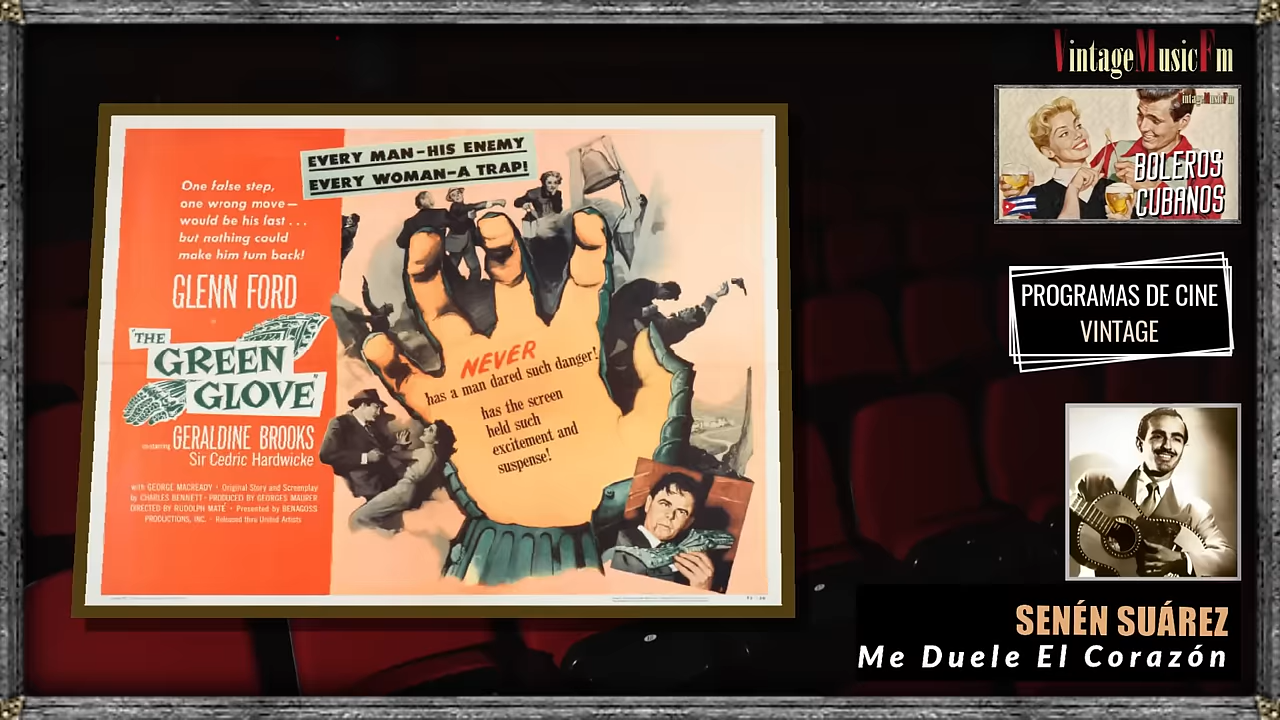 VintageMusicFm
intageMusicFm
BOLEROS
CUBANOS
PROGRAMAS DE CINE
VINTAGE
EVERY MAN–HIS ENEMY
EVERY WOMAN–A TRAP!
One false step,
one wrong move—
would be his last . . .
but nothing could
make him turn back!
GLENN FORD
"THE
GREEN
GLOVE"
co-starring GERALDINE BROOKS
Sir Cedric Hardwicke
with GEORGE MACREADY · Original Story and Screenplay
by CHARLES BENNETT · PRODUCED BY GEORGES MAURER
DIRECTED BY RUDOLPH MATÉ · Presented by BENAGOSS
PRODUCTIONS, INC. · Released thru United Artists
NEVER
has a man dared such danger!
has the screen
held such
excitement and
suspense!
SENÉN SUÁREZ
Me Duele El Corazón